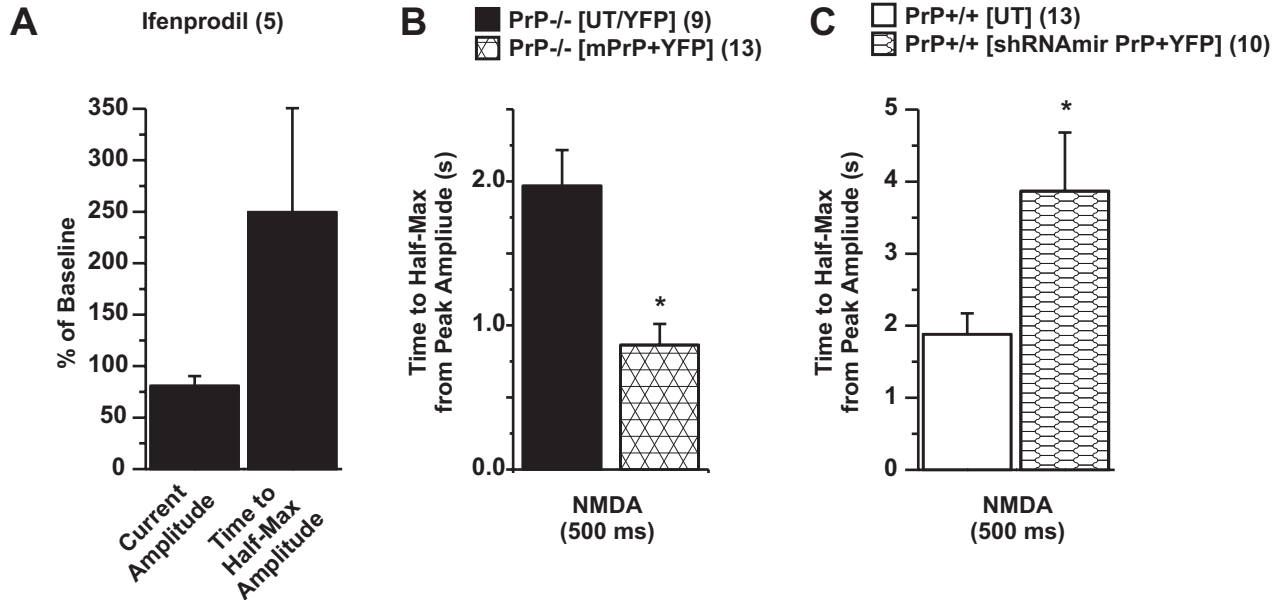 A
Ifenprodil (5)
% of Baseline
350
300
250
200
150
100
50
0
Current
Amplitude
Time to
Half-Max
Amplitude
B
PrP-/- [UT/YFP] (9)
PrP-/- [mPrP+YFP] (13)
Time to Half-Max
from Peak Ampliude (s)
2.0
1.0
0.0
*
NMDA
(500 ms)
C
PrP+/+ [UT] (13)
PrP+/+ [shRNAmir PrP+YFP] (10)
Time to Half-Max
from Peak Ampliude (s)
5
4
3
2
1
0
*
NMDA
(500 ms)